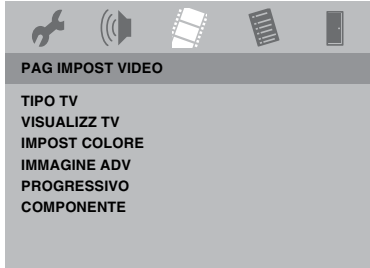 PAG IMPOST VIDEO
TIPO TV
VISUALIZZ TV
IMPOST COLORE
IMMAGINE ADV
PROGRESSIVO
COMPONENTE